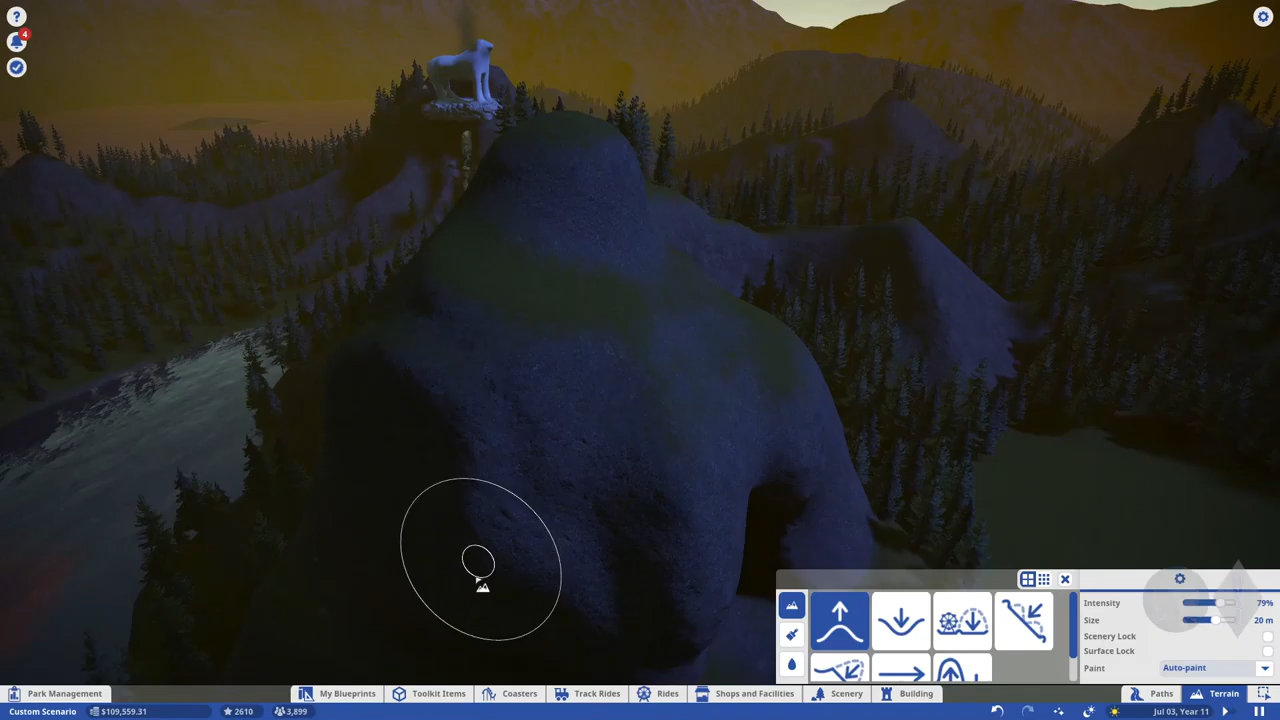 ?
4
Intensity 79%
Size 20 m
Scenery Lock
Surface Lock
Paint Auto-paint
Park Management My Blueprints Toolkit Items Coasters Track Rides Rides Shops and Facilities Scenery Building Paths Terrain
Custom Scenario $109,559.31 2610 3,899 Jul 03, Year 11